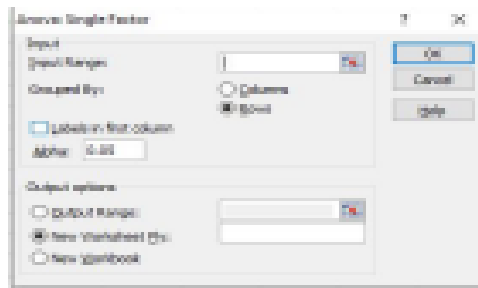 Anova: Single Factor ? X
Input
Input Range:
Grouped By: Columns
Rows
Labels in first column
Alpha: 0.05
OK
Cancel
Help
Output options
Output Range:
New Worksheet Ply:
New Workbook